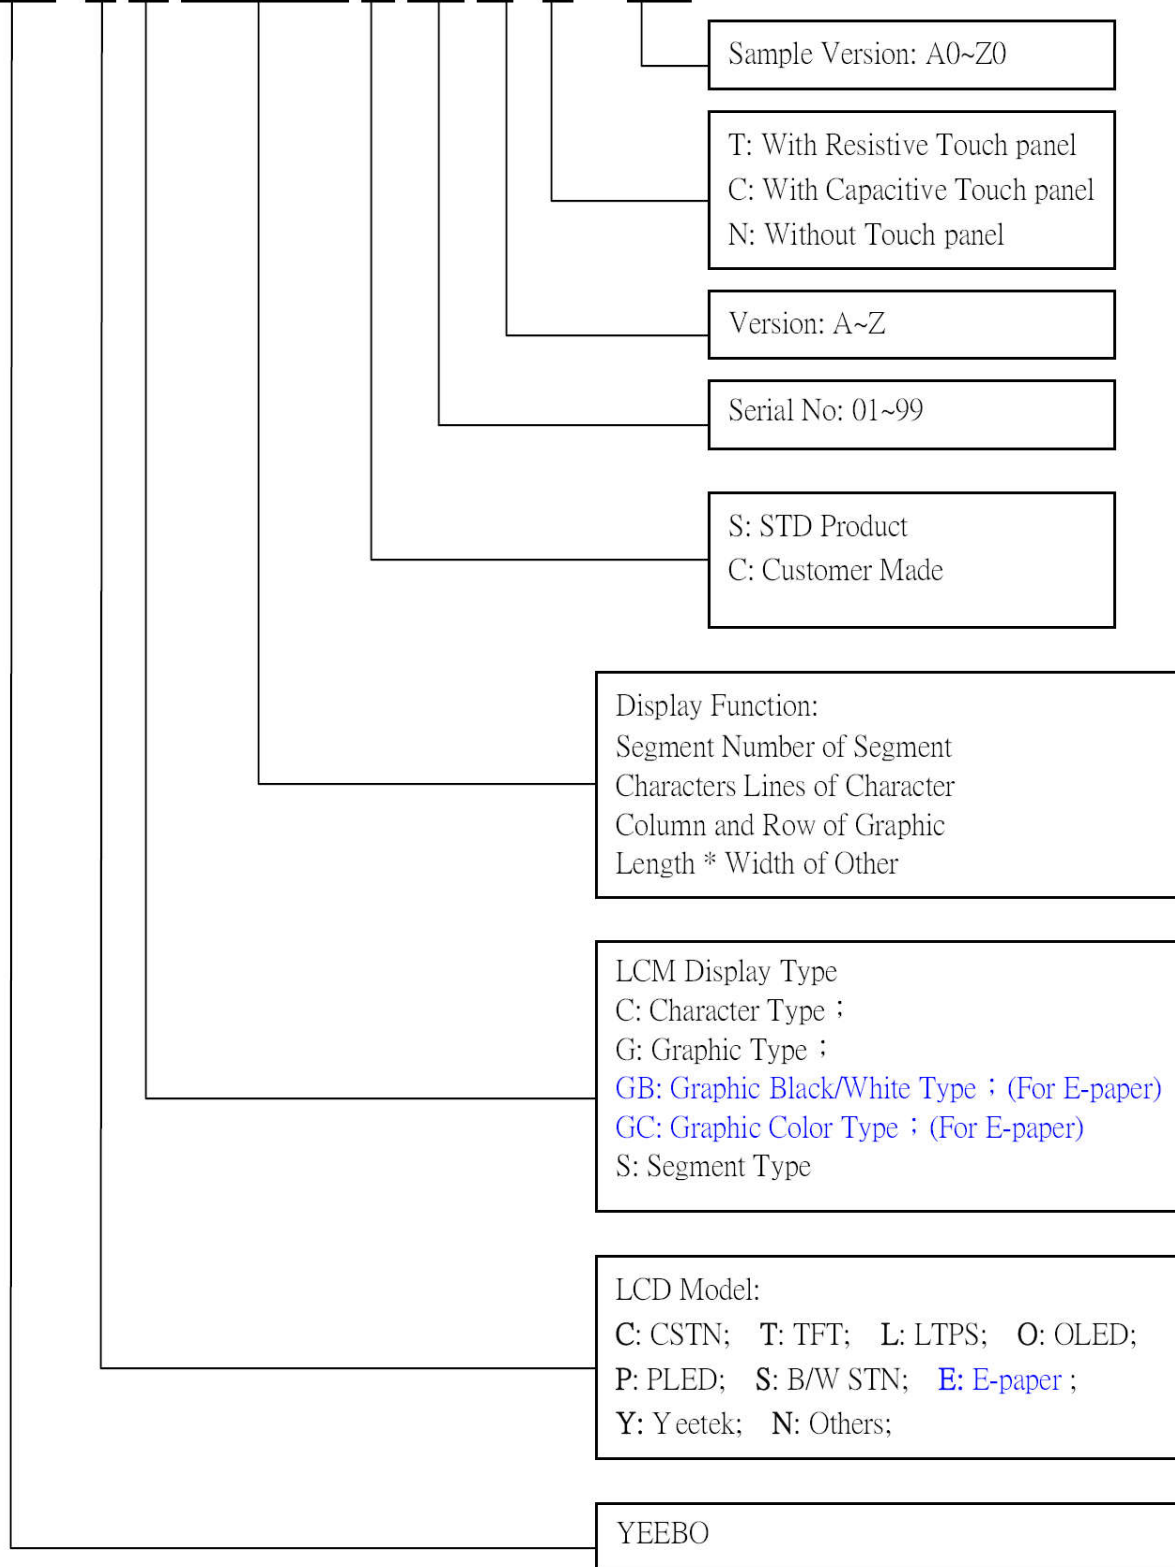 Sample Version: A0~Z0
T: With Resistive Touch panel
C: With Capacitive Touch panel
N: Without Touch panel
Version: A~Z
Serial No: 01~99
S: STD Product
C: Customer Made
Display Function:
Segment Number of Segment
Characters Lines of Character
Column and Row of Graphic
Length * Width of Other
LCM Display Type
C: Character Type；
G: Graphic Type；
GB: Graphic Black/White Type；(For E-paper)
GC: Graphic Color Type；(For E-paper)
S: Segment Type
LCD Model:
C: CSTN; T: TFT; L: LTPS; O: OLED;
P: PLED; S: B/W STN; E: E-paper ;
Y: Yeetek; N: Others;
YEEBO